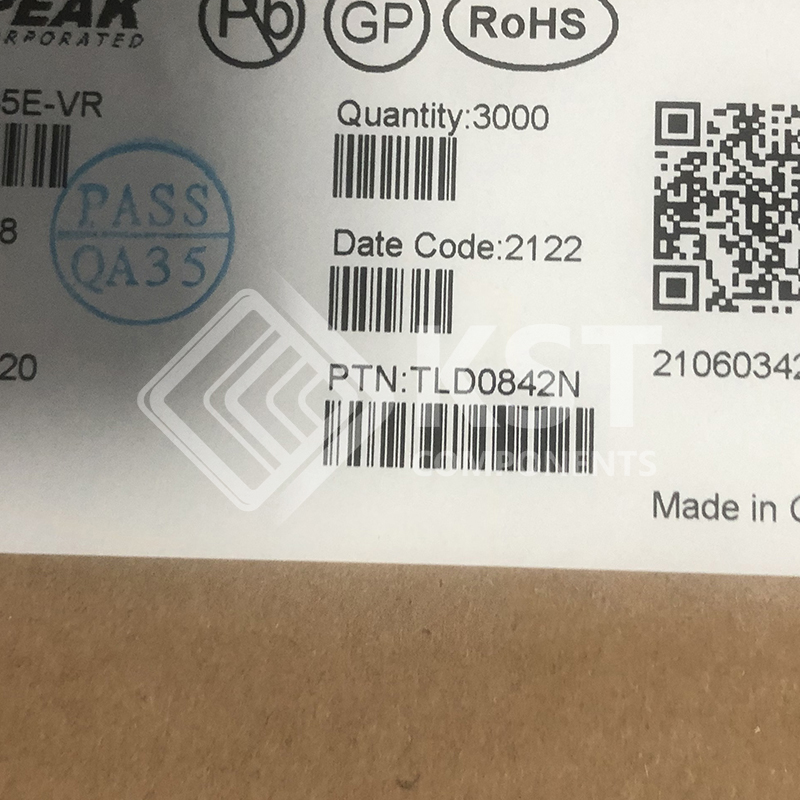 PEAK
RPORATED
Pb
GP
RoHS
5E-VR
Quantity:3000
PASS
QA35
8
Date Code:2122
KST
COMPONENTS
20
PTN:TLD0842N
2106034
Made in